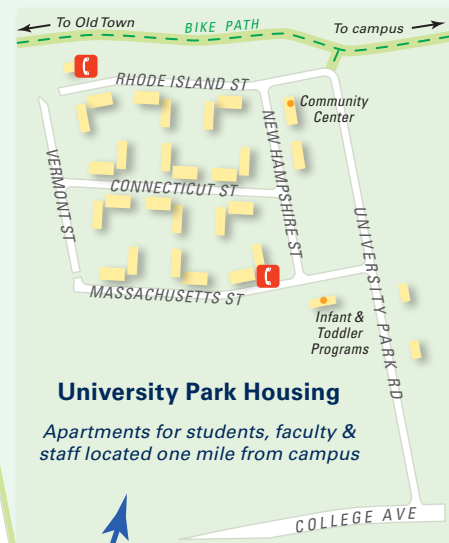 To Old Town
BIKE PATH
To campus
RHODE ISLAND ST
Community
Center
NEW HAMPSHIRE ST
VERMONT ST
CONNECTICUT ST
UNIVERSITY PARK RD
MASSACHUSETTS ST
Infant &
Toddler
Programs
University Park Housing
Apartments for students, faculty &
staff located one mile from campus
COLLEGE AVE